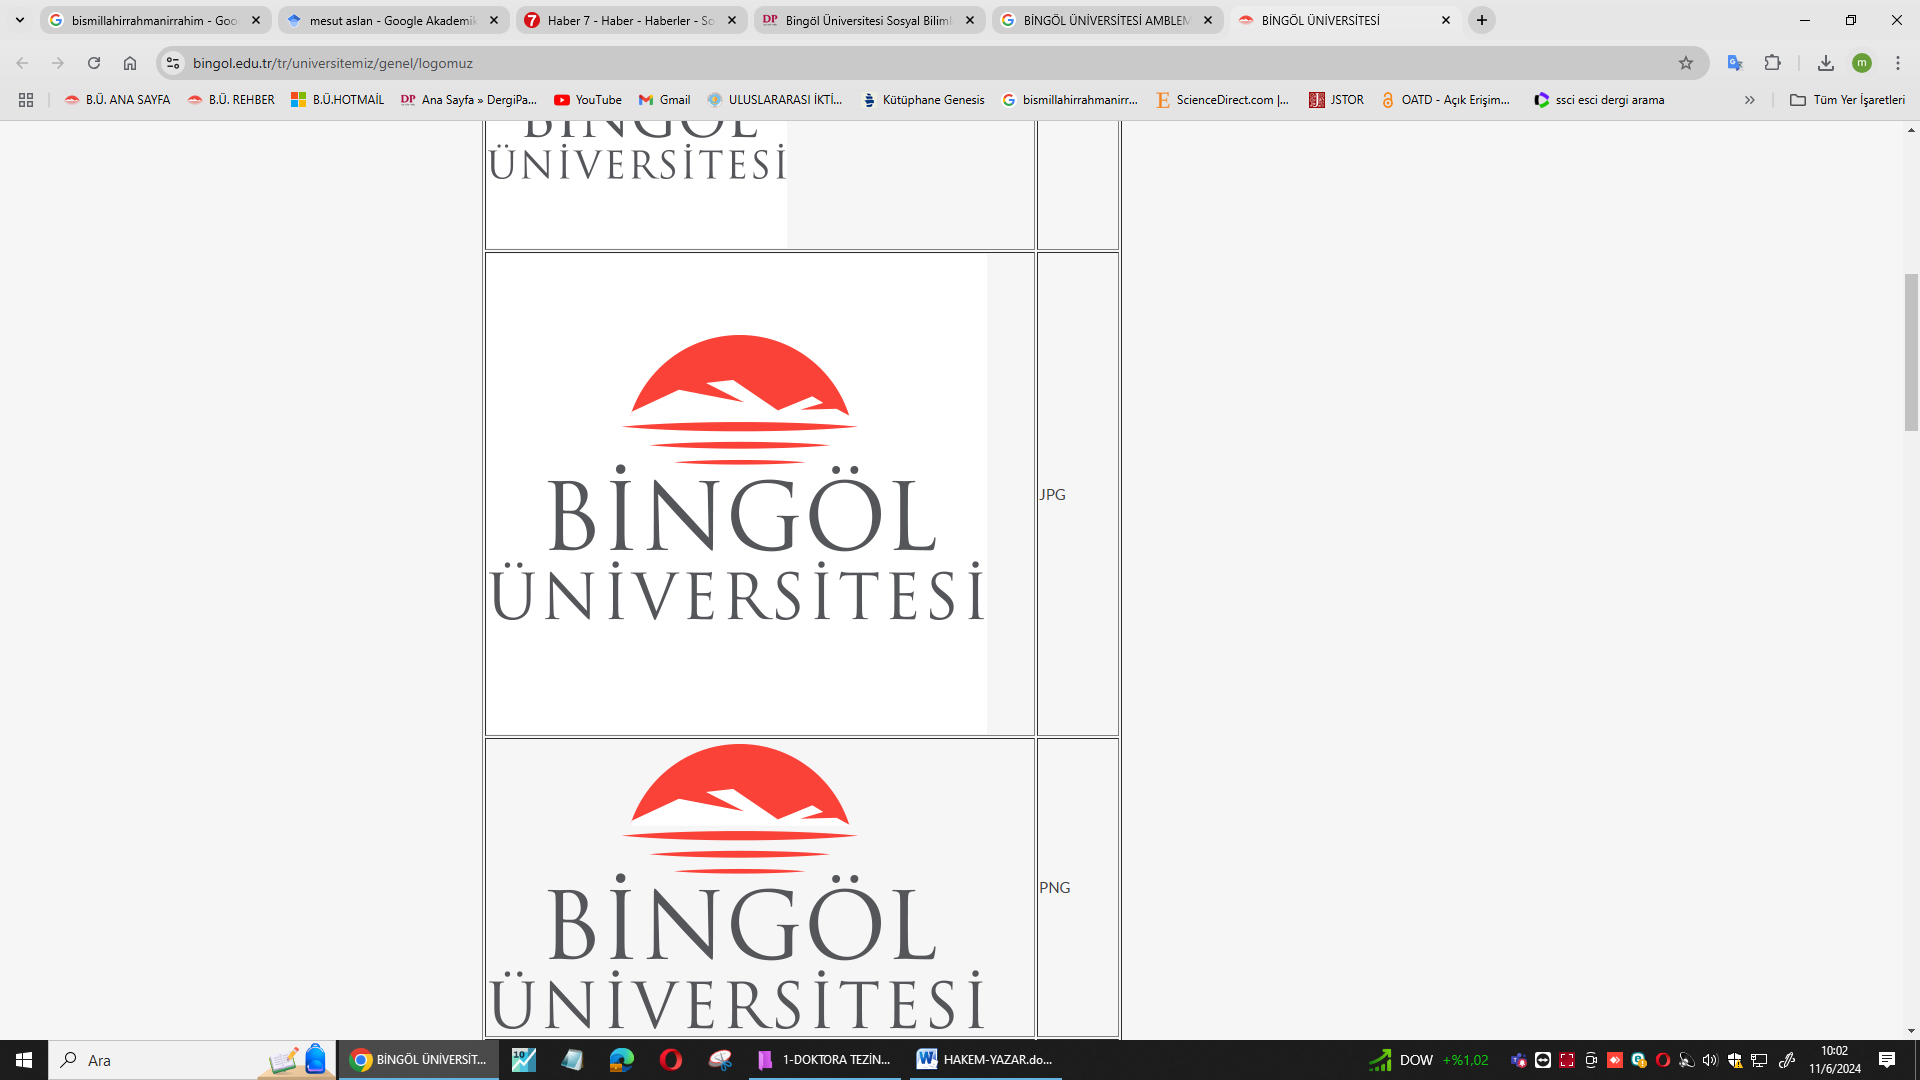 bismillahirrahmanirrahim - Goo
mesut aslan - Google Akademik
Haber 7 - Haber - Haberler - So
Bingöl Üniversitesi Sosyal Bilimle
BİNGÖL ÜNİVERSİTESİ AMBLEM
BİNGÖL ÜNİVERSİTESİ
bingol.edu.tr/tr/universitemiz/genel/logomuz
m
B.Ü. ANA SAYFA
B.Ü. REHBER
B.Ü.HOTMAİL
DP Ana Sayfa » DergiPa...
YouTube
Gmail
ULUSLARARASI İKTİ...
Kütüphane Genesis
bismillahirrahmanirr...
ScienceDirect.com |...
JSTOR
OATD - Açık Erişim...
ssci esci dergi arama
Tüm Yer İşaretleri
BİNGÖL
ÜNİVERSİTESİ
BİNGÖL
ÜNİVERSİTESİ
JPG
BİNGÖL
ÜNİVERSİTESİ
PNG
Ara
BİNGÖL ÜNİVERSİT...
1-DOKTORA TEZİN...
HAKEM-YAZAR.do...
DOW +%1,02
10:02
11/6/2024